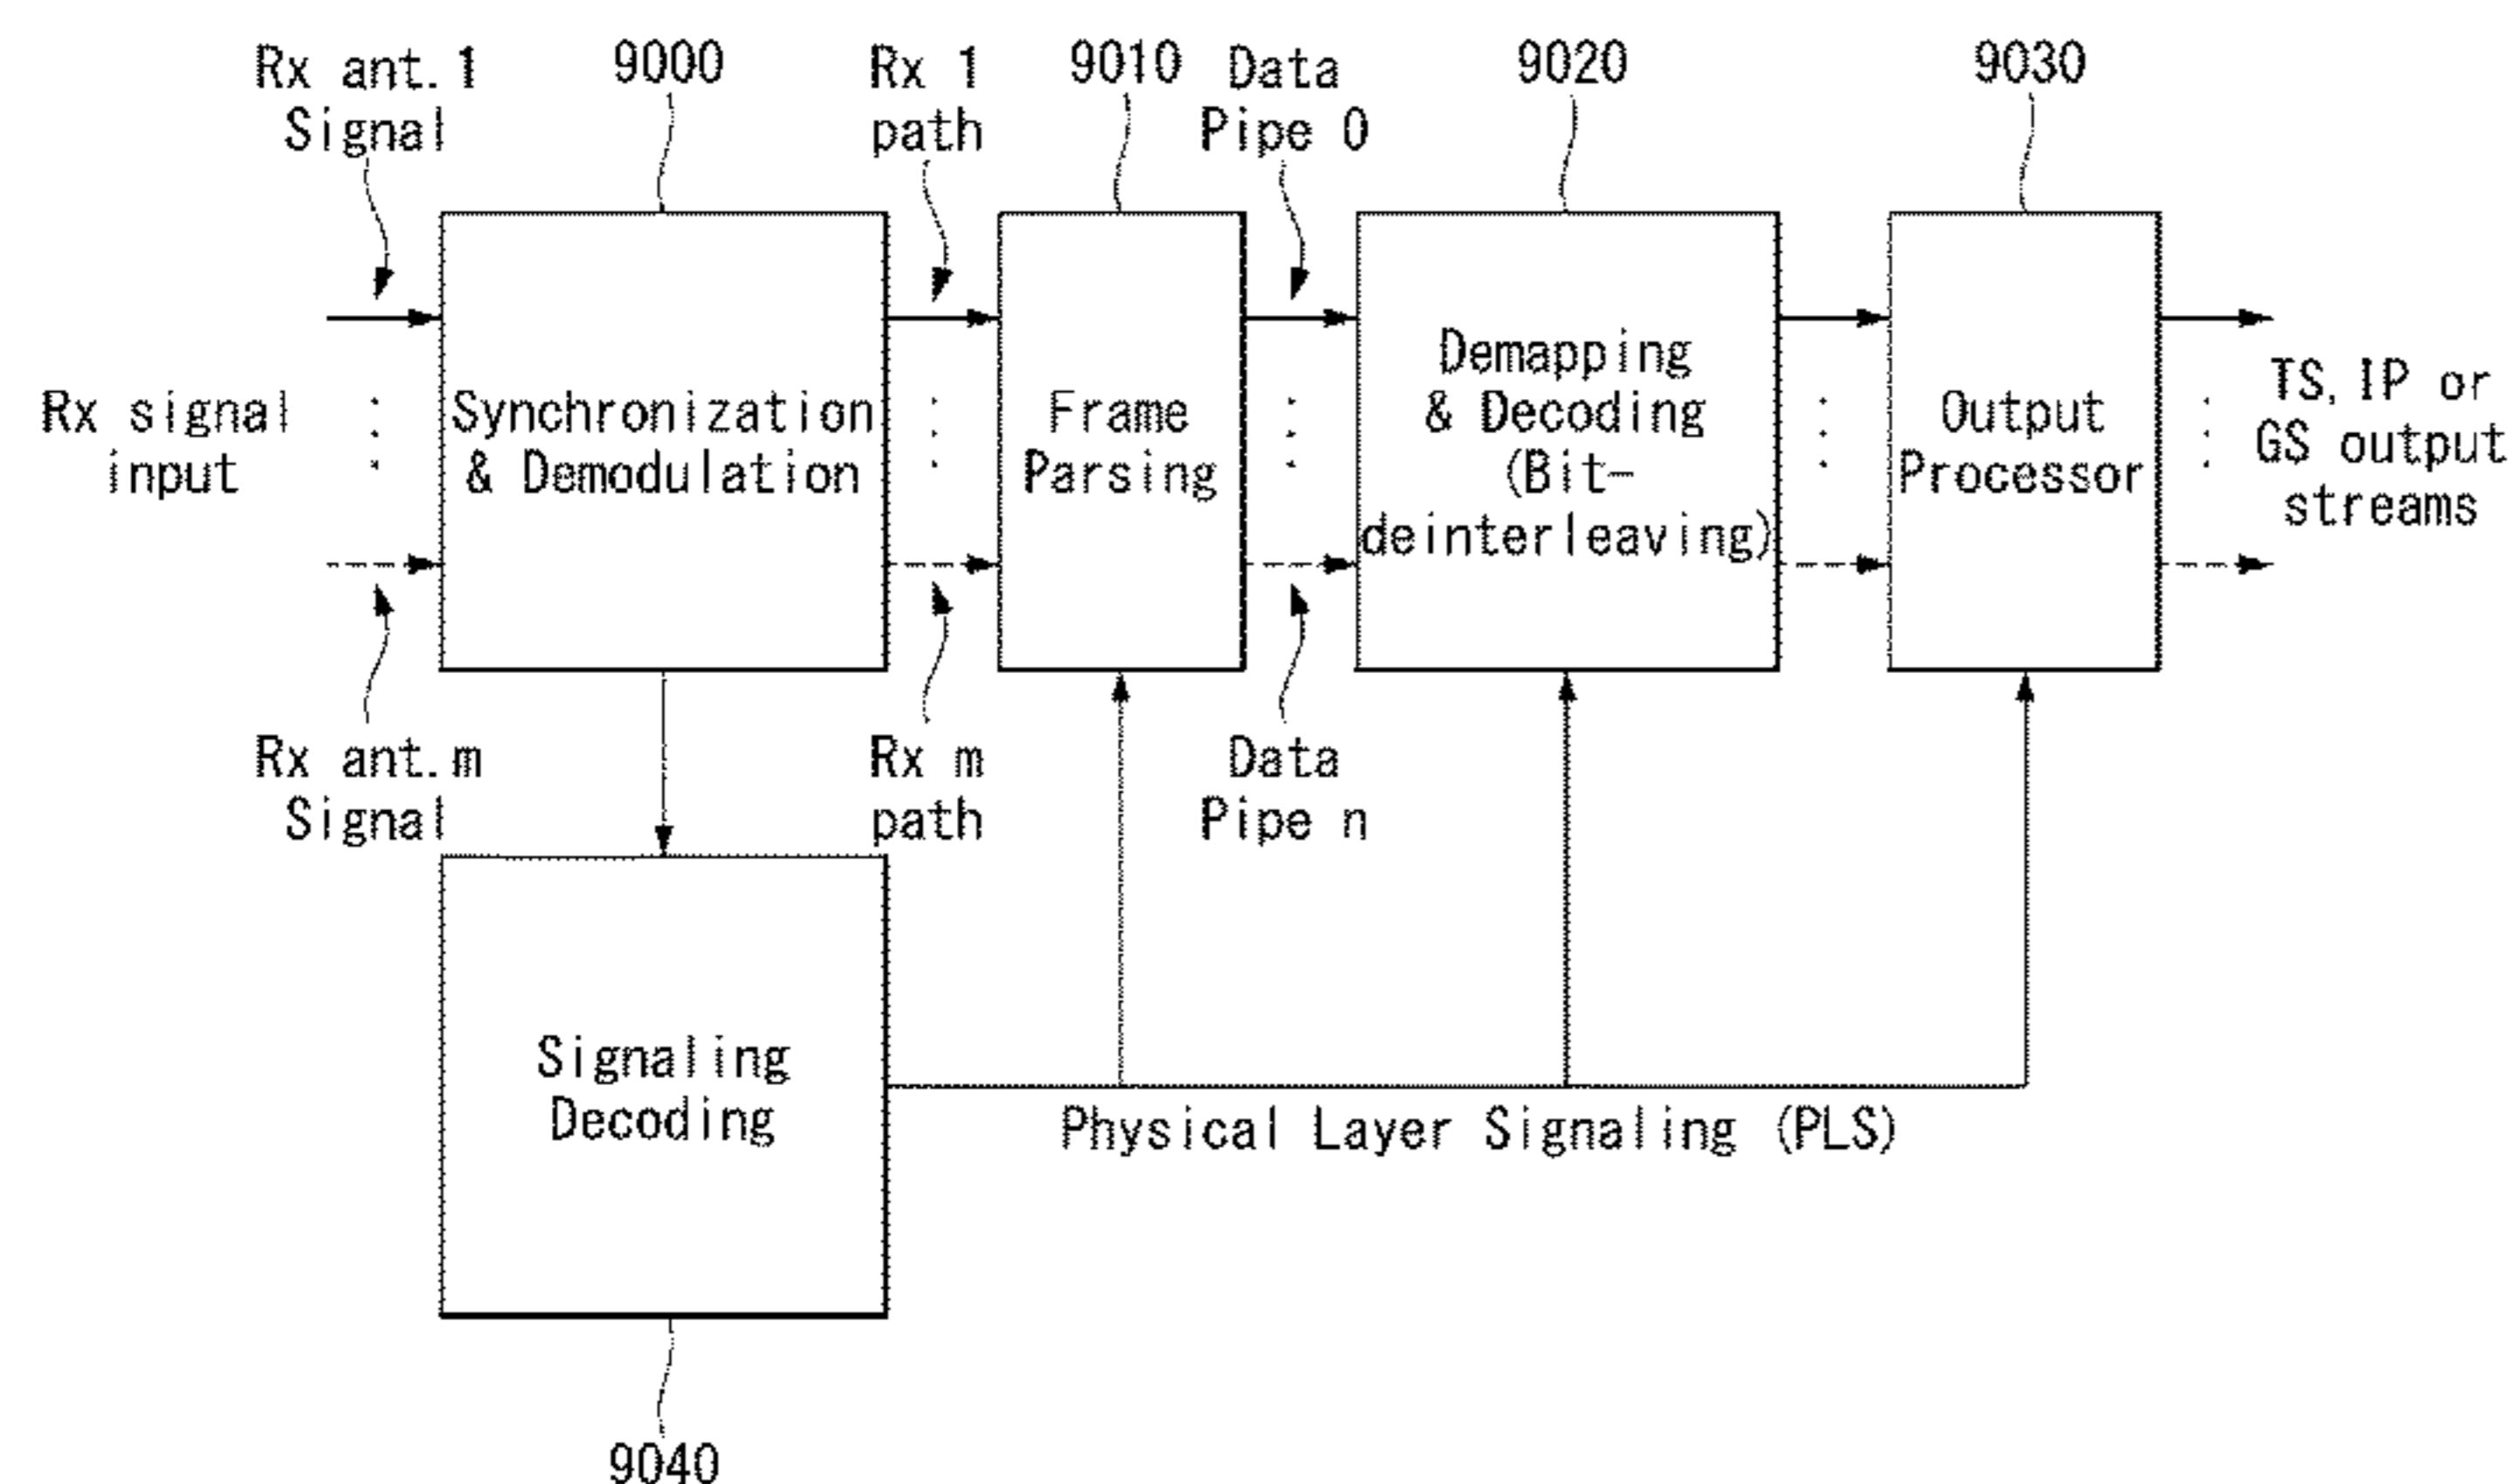 Rx ant.1
Signal
9000
Rx 1
path
9010
Data
Pipe 0
9020
9030
Rx signal
input
Synchronization
& Demodulation
Frame
Parsing
Demapping
& Decoding
(Bit-
deinterleaving)
Output
Processor
TS, IP or
GS output
streams
Rx ant.m
Signal
Rx m
path
Data
Pipe n
Signaling
Decoding
Physical Layer Signaling (PLS)
9040